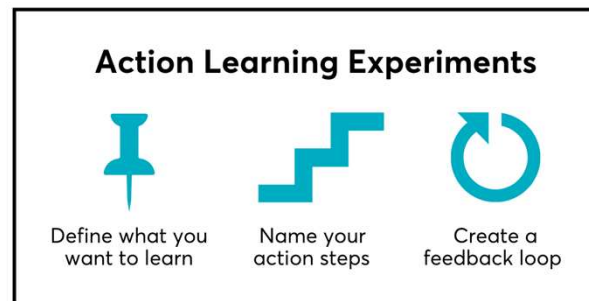 Action Learning Experiments
Define what you
want to learn
Name your
action steps
Create a
feedback loop